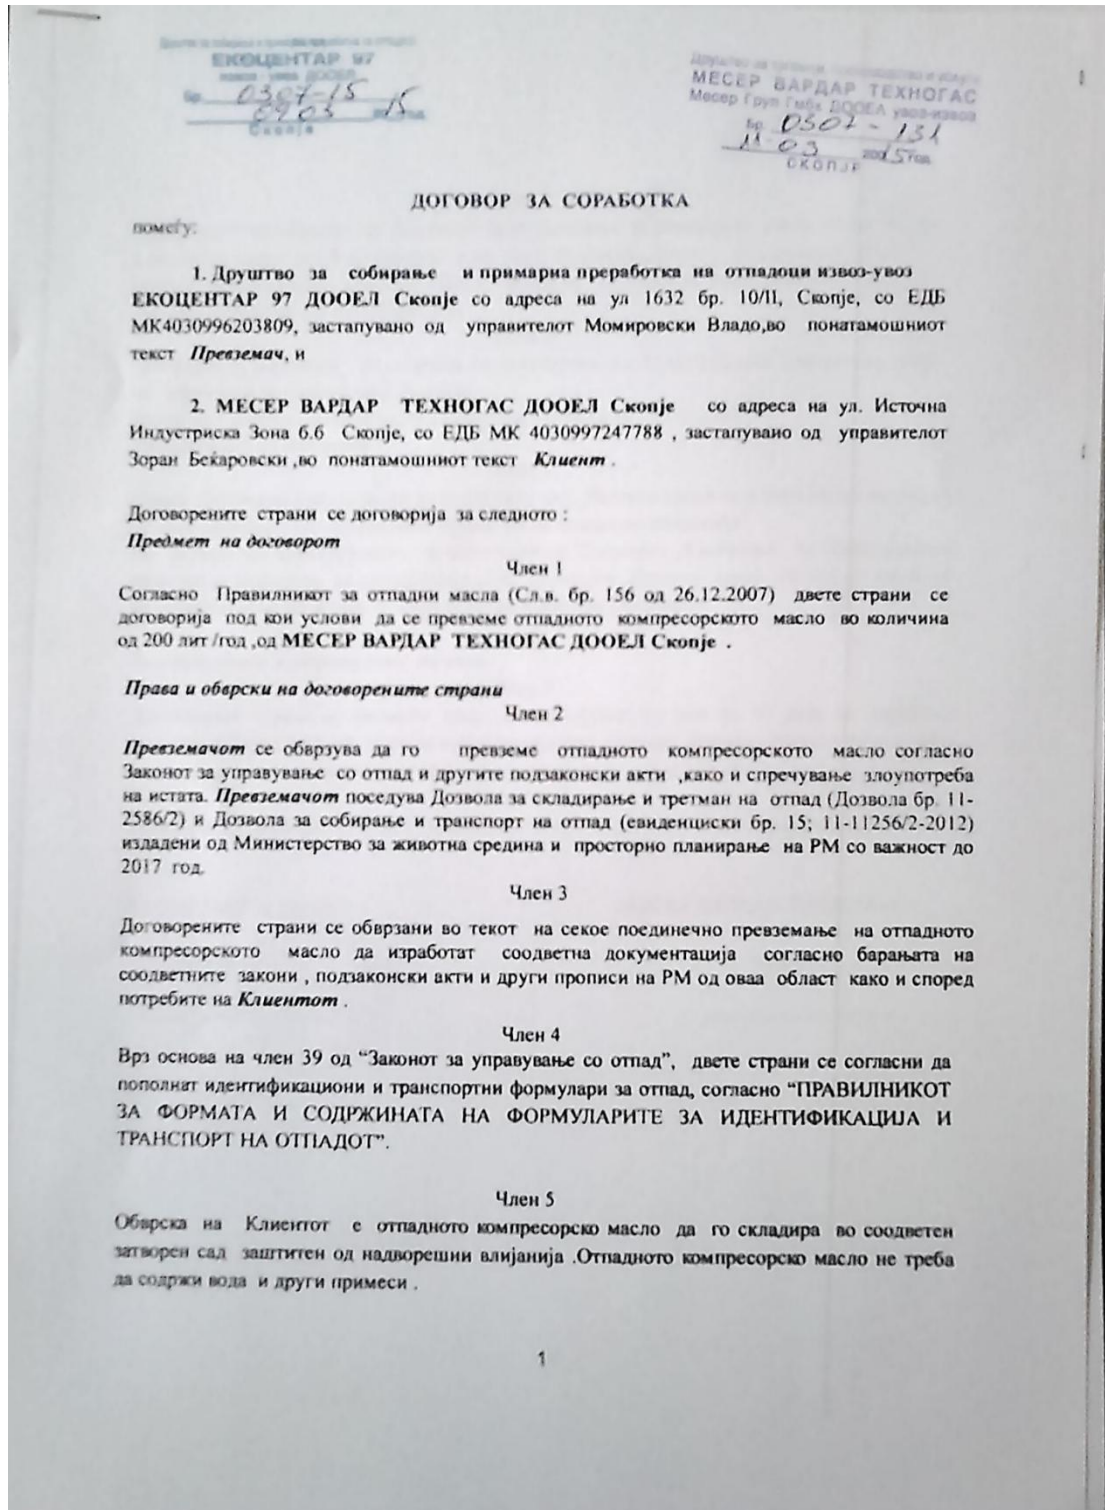 ЕКОЦЕНТАР 97
Бр. 0307-15
0903 15 год.
Скопје
МЕСЕР ВАРДАР ТЕХНОГАС
Месер Груп Гмбх ДООЕЛ увоз-извоз
Бр. 0307 - 131
11-03 2015 год.
СКОПЈЕ
ДОГОВОР ЗА СОРАБОТКА
помеѓу:
1. Друштво за собирање и примарна преработка на отпадоци извоз-увоз
ЕКОЦЕНТАР 97 ДООЕЛ Скопје со адреса на ул 1632 бр. 10/II, Скопје, со ЕДБ
МК4030996203809, застапувано од управителот Момировски Владо,во понатамошниот
текст Превземач, и
2. МЕСЕР ВАРДАР ТЕХНОГАС ДООЕЛ Скопје со адреса на ул. Источна
Индустриска Зона б.б Скопје, со ЕДБ МК 4030997247788 , застапувано од управителот
Зоран Беќаровски ,во понатамошниот текст Клиент .
Договорените страни се договорија за следното :
Предмет на договорот
Член 1
Согласно Правилникот за отпадни масла (Сл.в. бр. 156 од 26.12.2007) двете страни се
договорија под кои услови да се превземе отпадното компресорското масло во количина
од 200 лит /год ,од МЕСЕР ВАРДАР ТЕХНОГАС ДООЕЛ Скопје .
Права и обврски на договорените страни
Член 2
Превземачот се обврзува да го превземе отпадното компресорското масло согласно
Законот за управување со отпад и другите подзаконски акти ,како и спречување злоупотреба
на истата. Превземачот поседува Дозвола за складирање и третман на отпад (Дозвола бр. 11-
2586/2) и Дозвола за собирање и транспорт на отпад (евиденциски бр. 15; 11-11256/2-2012)
издадени од Министерство за животна средина и просторно планирање на РМ со важност до
2017 год.
Член 3
Договорените страни се обврзани во текот на секое поединечно превземање на отпадното
компресорското масло да изработат соодветна документација согласно барањата на
соодветните закони , подзаконски акти и други прописи на РМ од оваа област како и според
потребите на Клиентот .
Член 4
Врз основа на член 39 од “Законот за управување со отпад”, двете страни се согласни да
пополнат идентификациони и транспортни формулари за отпад, согласно “ПРАВИЛНИКОТ
ЗА ФОРМАТА И СОДРЖИНАТА НА ФОРМУЛАРИТЕ ЗА ИДЕНТИФИКАЦИЈА И
ТРАНСПОРТ НА ОТПАДОТ”.
Член 5
Обврска на Клиентот е отпадното компресорско масло да го складира во соодветен
затворен сад заштитен од надворешни влијанија .Отпадното компресорско масло не треба
да содржи вода и други примеси .
1